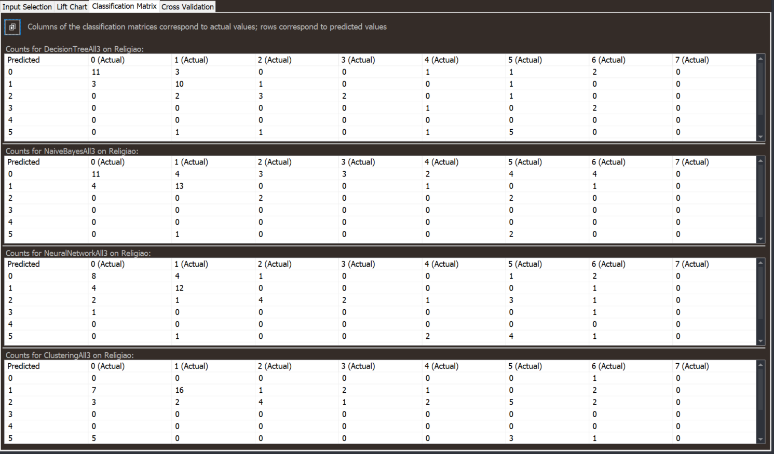 Input Selection Lift Chart Classification Matrix Cross Validation
Columns of the classification matrices correspond to actual values; rows correspond to predicted values
Counts for DecisionTreeAll3 on Religiao:
Predicted 0 (Actual) 1 (Actual) 2 (Actual) 3 (Actual) 4 (Actual) 5 (Actual) 6 (Actual) 7 (Actual)
0 11 3 0 0 1 1 2 0
1 3 10 1 0 0 1 0 0
2 0 2 3 2 0 1 0 0
3 0 0 0 0 1 0 2 0
4 0 0 0 0 0 0 0 0
5 0 1 1 0 1 5 0 0
Counts for NaiveBayesAll3 on Religiao:
Predicted 0 (Actual) 1 (Actual) 2 (Actual) 3 (Actual) 4 (Actual) 5 (Actual) 6 (Actual) 7 (Actual)
0 11 4 3 3 2 4 4 0
1 4 13 0 0 1 0 1 0
2 0 0 2 0 0 2 0 0
3 0 0 0 0 0 0 0 0
4 0 0 0 0 0 0 0 0
5 0 1 0 0 0 2 0 0
Counts for NeuralNetworkAll3 on Religiao:
Predicted 0 (Actual) 1 (Actual) 2 (Actual) 3 (Actual) 4 (Actual) 5 (Actual) 6 (Actual) 7 (Actual)
0 8 4 1 0 0 1 2 0
1 4 12 0 0 0 0 1 0
2 2 1 4 2 1 3 1 0
3 1 0 0 0 0 0 1 0
4 0 0 0 0 0 0 0 0
5 0 1 0 0 2 4 1 0
Counts for ClusteringAll3 on Religiao:
Predicted 0 (Actual) 1 (Actual) 2 (Actual) 3 (Actual) 4 (Actual) 5 (Actual) 6 (Actual) 7 (Actual)
0 0 0 0 0 0 0 1 0
1 7 16 1 2 1 0 2 0
2 3 2 4 1 2 5 2 0
3 0 0 0 0 0 0 0 0
4 0 0 0 0 0 0 0 0
5 5 0 0 0 0 3 1 0